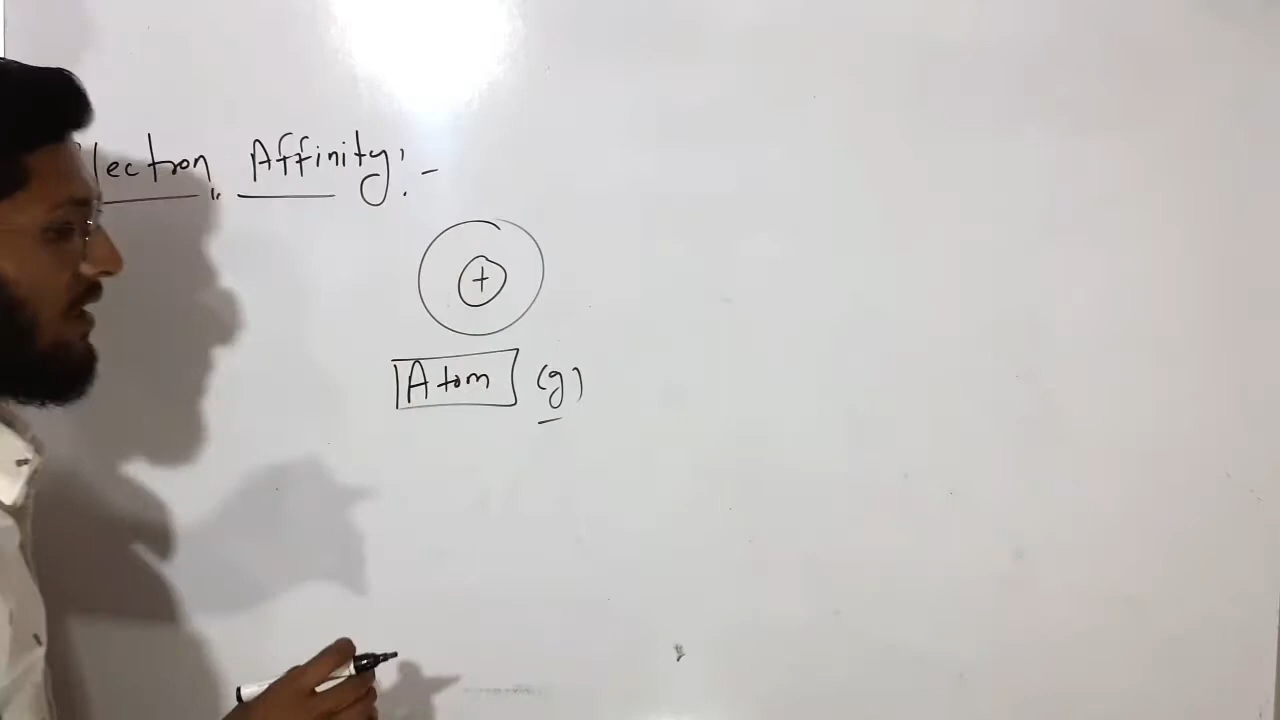 lectron Affinity:-
+
Atom (g)